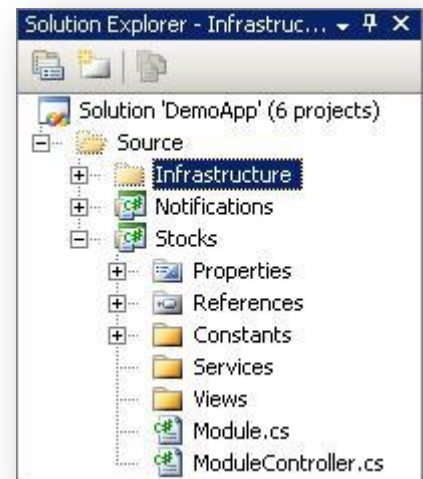 Solution Explorer - Infrastruc...
Solution 'DemoApp' (6 projects)
Source
Infrastructure
Notifications
Stocks
Properties
References
Constants
Services
Views
Module.cs
ModuleController.cs